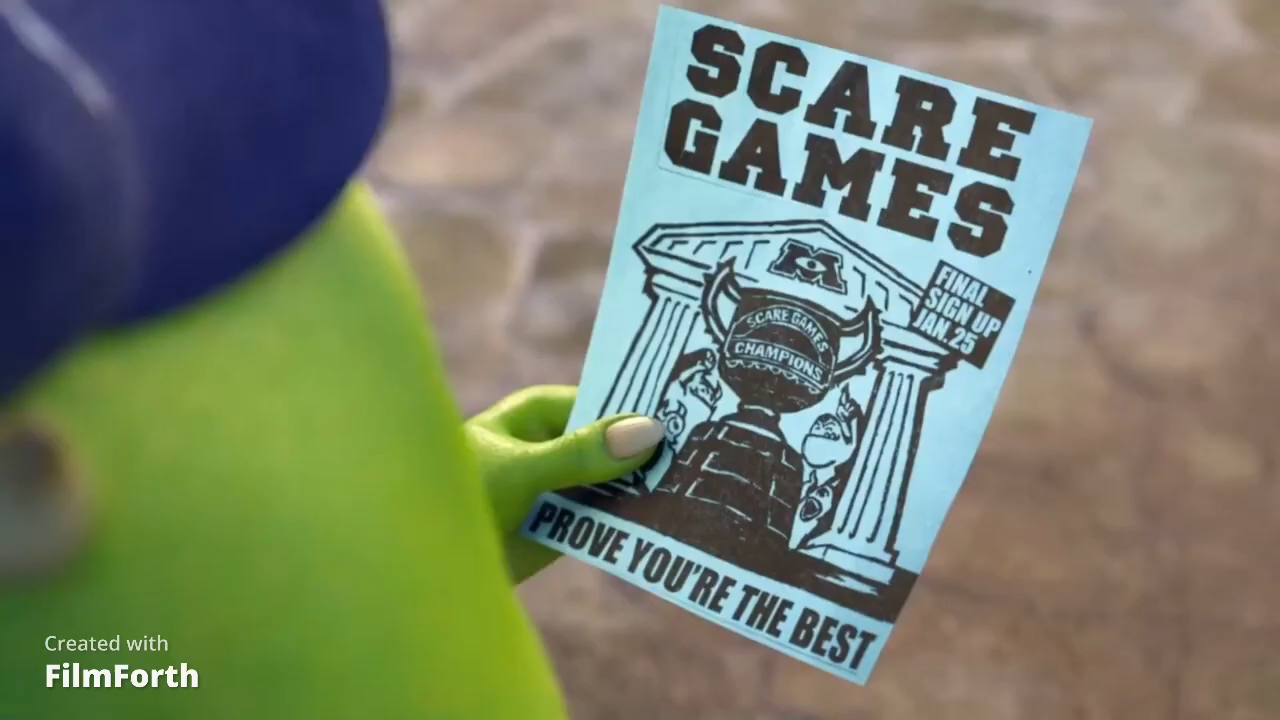 SCARE
GAMES
M
FINAL
SIGN UP
JAN. 25
SCARE GAMES
CHAMPIONS
PROVE YOU'RE THE BEST
Created with
FilmForth